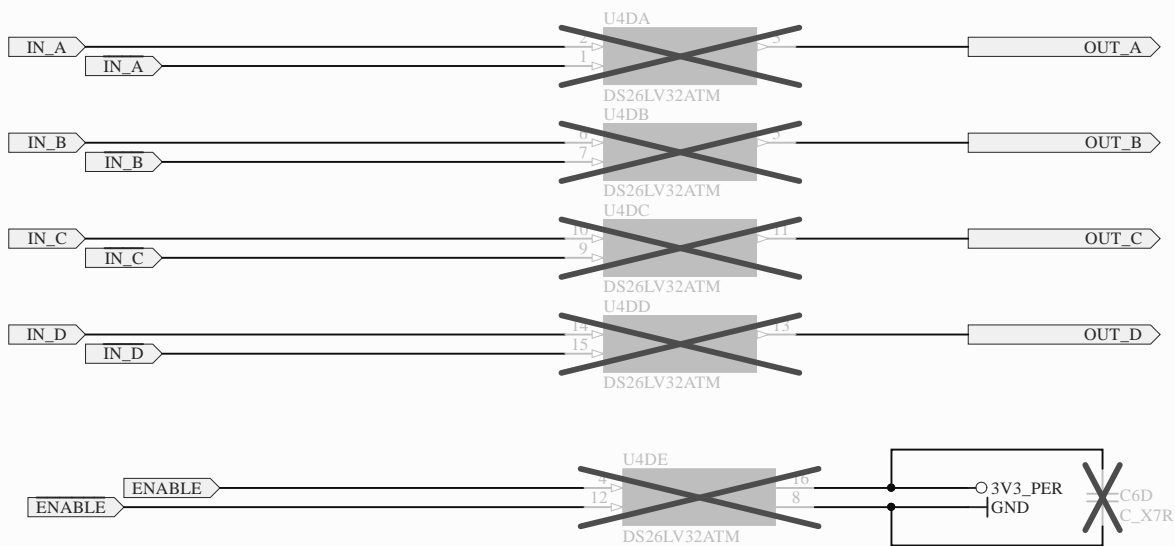 U4DA
IN_A 2 3 OUT_A
IN_A 1
DS26LV32ATM
U4DB
IN_B 6 5 OUT_B
IN_B 7
DS26LV32ATM
U4DC
IN_C 10 11 OUT_C
IN_C 9
DS26LV32ATM
U4DD
IN_D 14 13 OUT_D
IN_D 15
DS26LV32ATM
U4DE
ENABLE 4 16 3V3_PER C6D
ENABLE 12 8 GND C_X7R
DS26LV32ATM